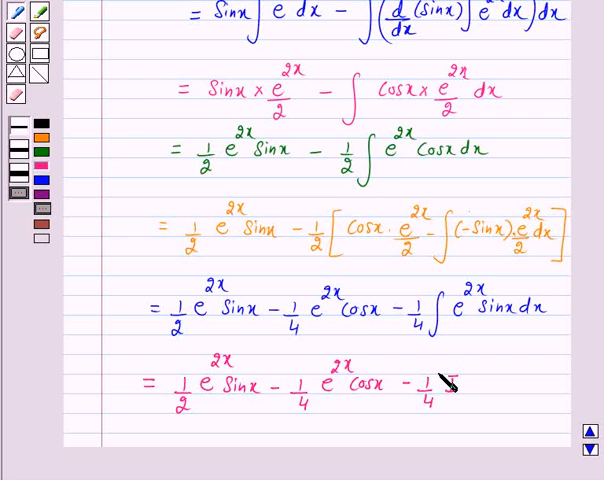 = Sinx ∫ e dx - ∫ (d/dx (Sinx) ∫ e^2x dx) dx
= Sinx × e^2x/2 - ∫ Cosx × e^2x/2 dx
= 1/2 e^2x Sinx - 1/2 ∫ e^2x Cosx dx
= 1/2 e^2x Sinx - 1/2 [Cosx · e^2x/2 - ∫ (-Sinx) · e^2x/2 dx]
= 1/2 e^2x Sinx - 1/4 e^2x Cosx - 1/4 ∫ e^2x Sinx dx
= 1/2 e^2x Sinx - 1/4 e^2x Cosx - 1/4 I